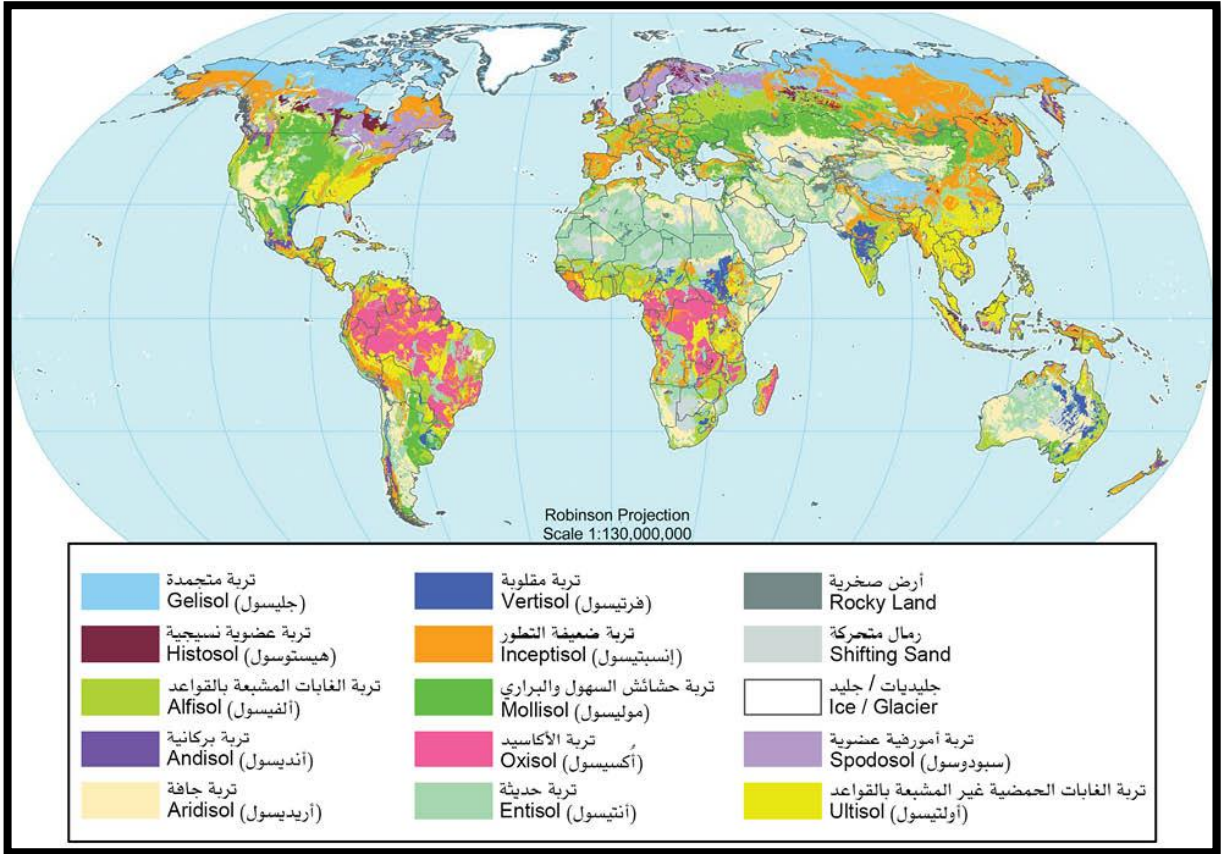 Robinson Projection
Scale 1:130,000,000
تربة متجمدة
Gelisol (جليسول)
تربة عضوية نسيجية
Histosol (هيستوسول)
تربة الغابات المشبعة بالقواعد
Alfisol (ألفيسول)
تربة بركانية
Andisol (أنديسول)
تربة جافة
Aridisol (أريديسول)
تربة مقلوبة
Vertisol (فرتيسول)
تربة ضعيفة التطور
Inceptisol (إنسبتيسول)
تربة حشائش السهول والبراري
Mollisol (موليسول)
تربة الأكاسيد
Oxisol (أُكسيسول)
تربة حديثة
Entisol (أنتيسول)
أرض صخرية
Rocky Land
رمال متحركة
Shifting Sand
جليديات / جليد
Ice / Glacier
تربة أمورفية عضوية
Spodosol (سبودوسول)
تربة الغابات الحمضية غير المشبعة بالقواعد
Ultisol (أولتيسول)